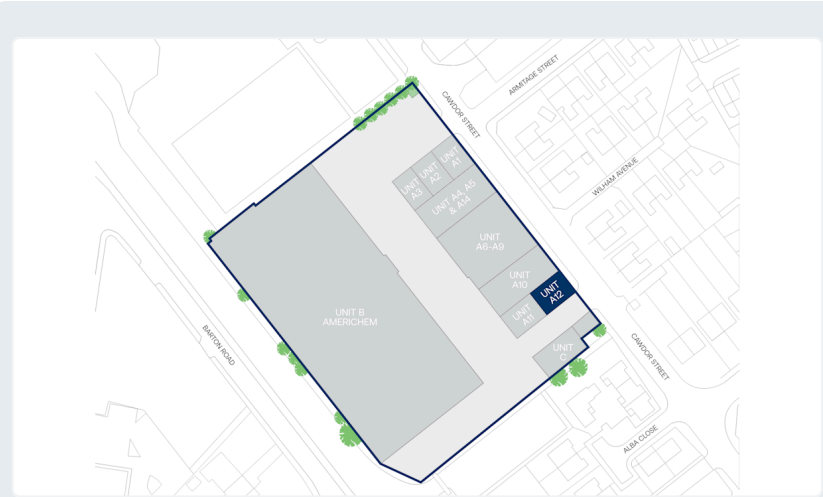 ARMITAGE STREET
CAWDOR STREET
WILHAM AVENUE
UNIT
A1
UNIT
A2
UNIT
A3
UNIT A4, A5
& A14
UNIT
A6-A9
UNIT
A10
UNIT
A12
UNIT
A11
UNIT
C
UNIT B
AMERICHEM
BARTON ROAD
CAWDOR STREET
ALBA CLOSE